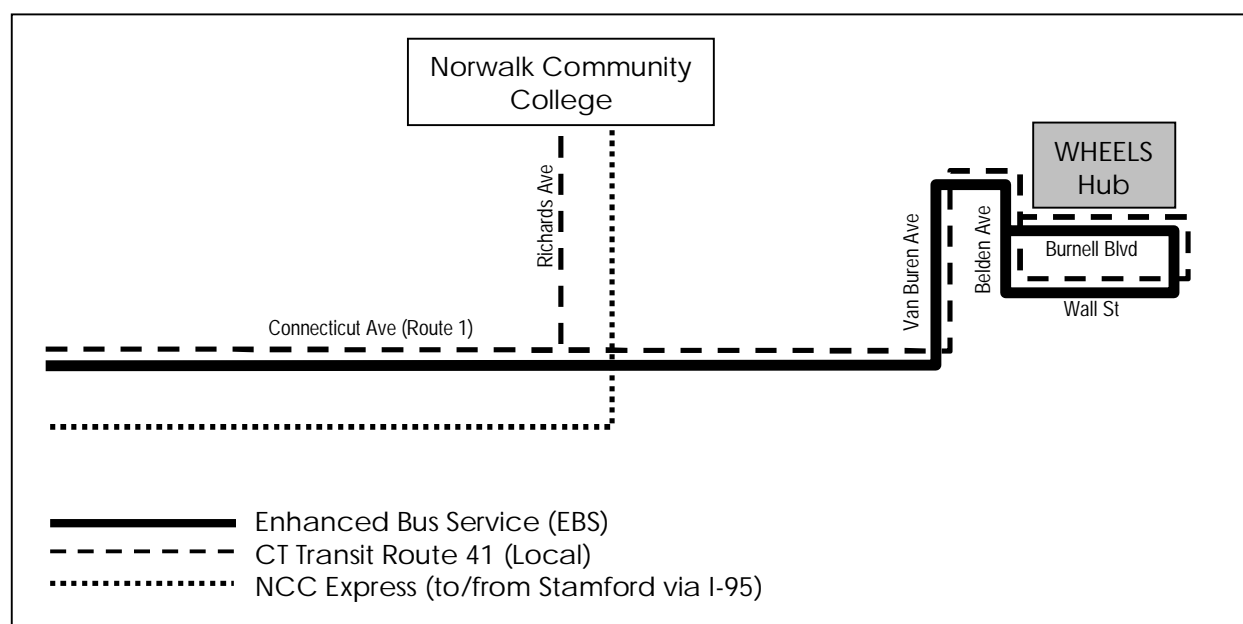 Norwalk Community
College
WHEELS
Hub
Richards Ave
Van Buren Ave
Belden Ave
Burnell Blvd
Wall St
Connecticut Ave (Route 1)
Enhanced Bus Service (EBS)
CT Transit Route 41 (Local)
NCC Express (to/from Stamford via I-95)